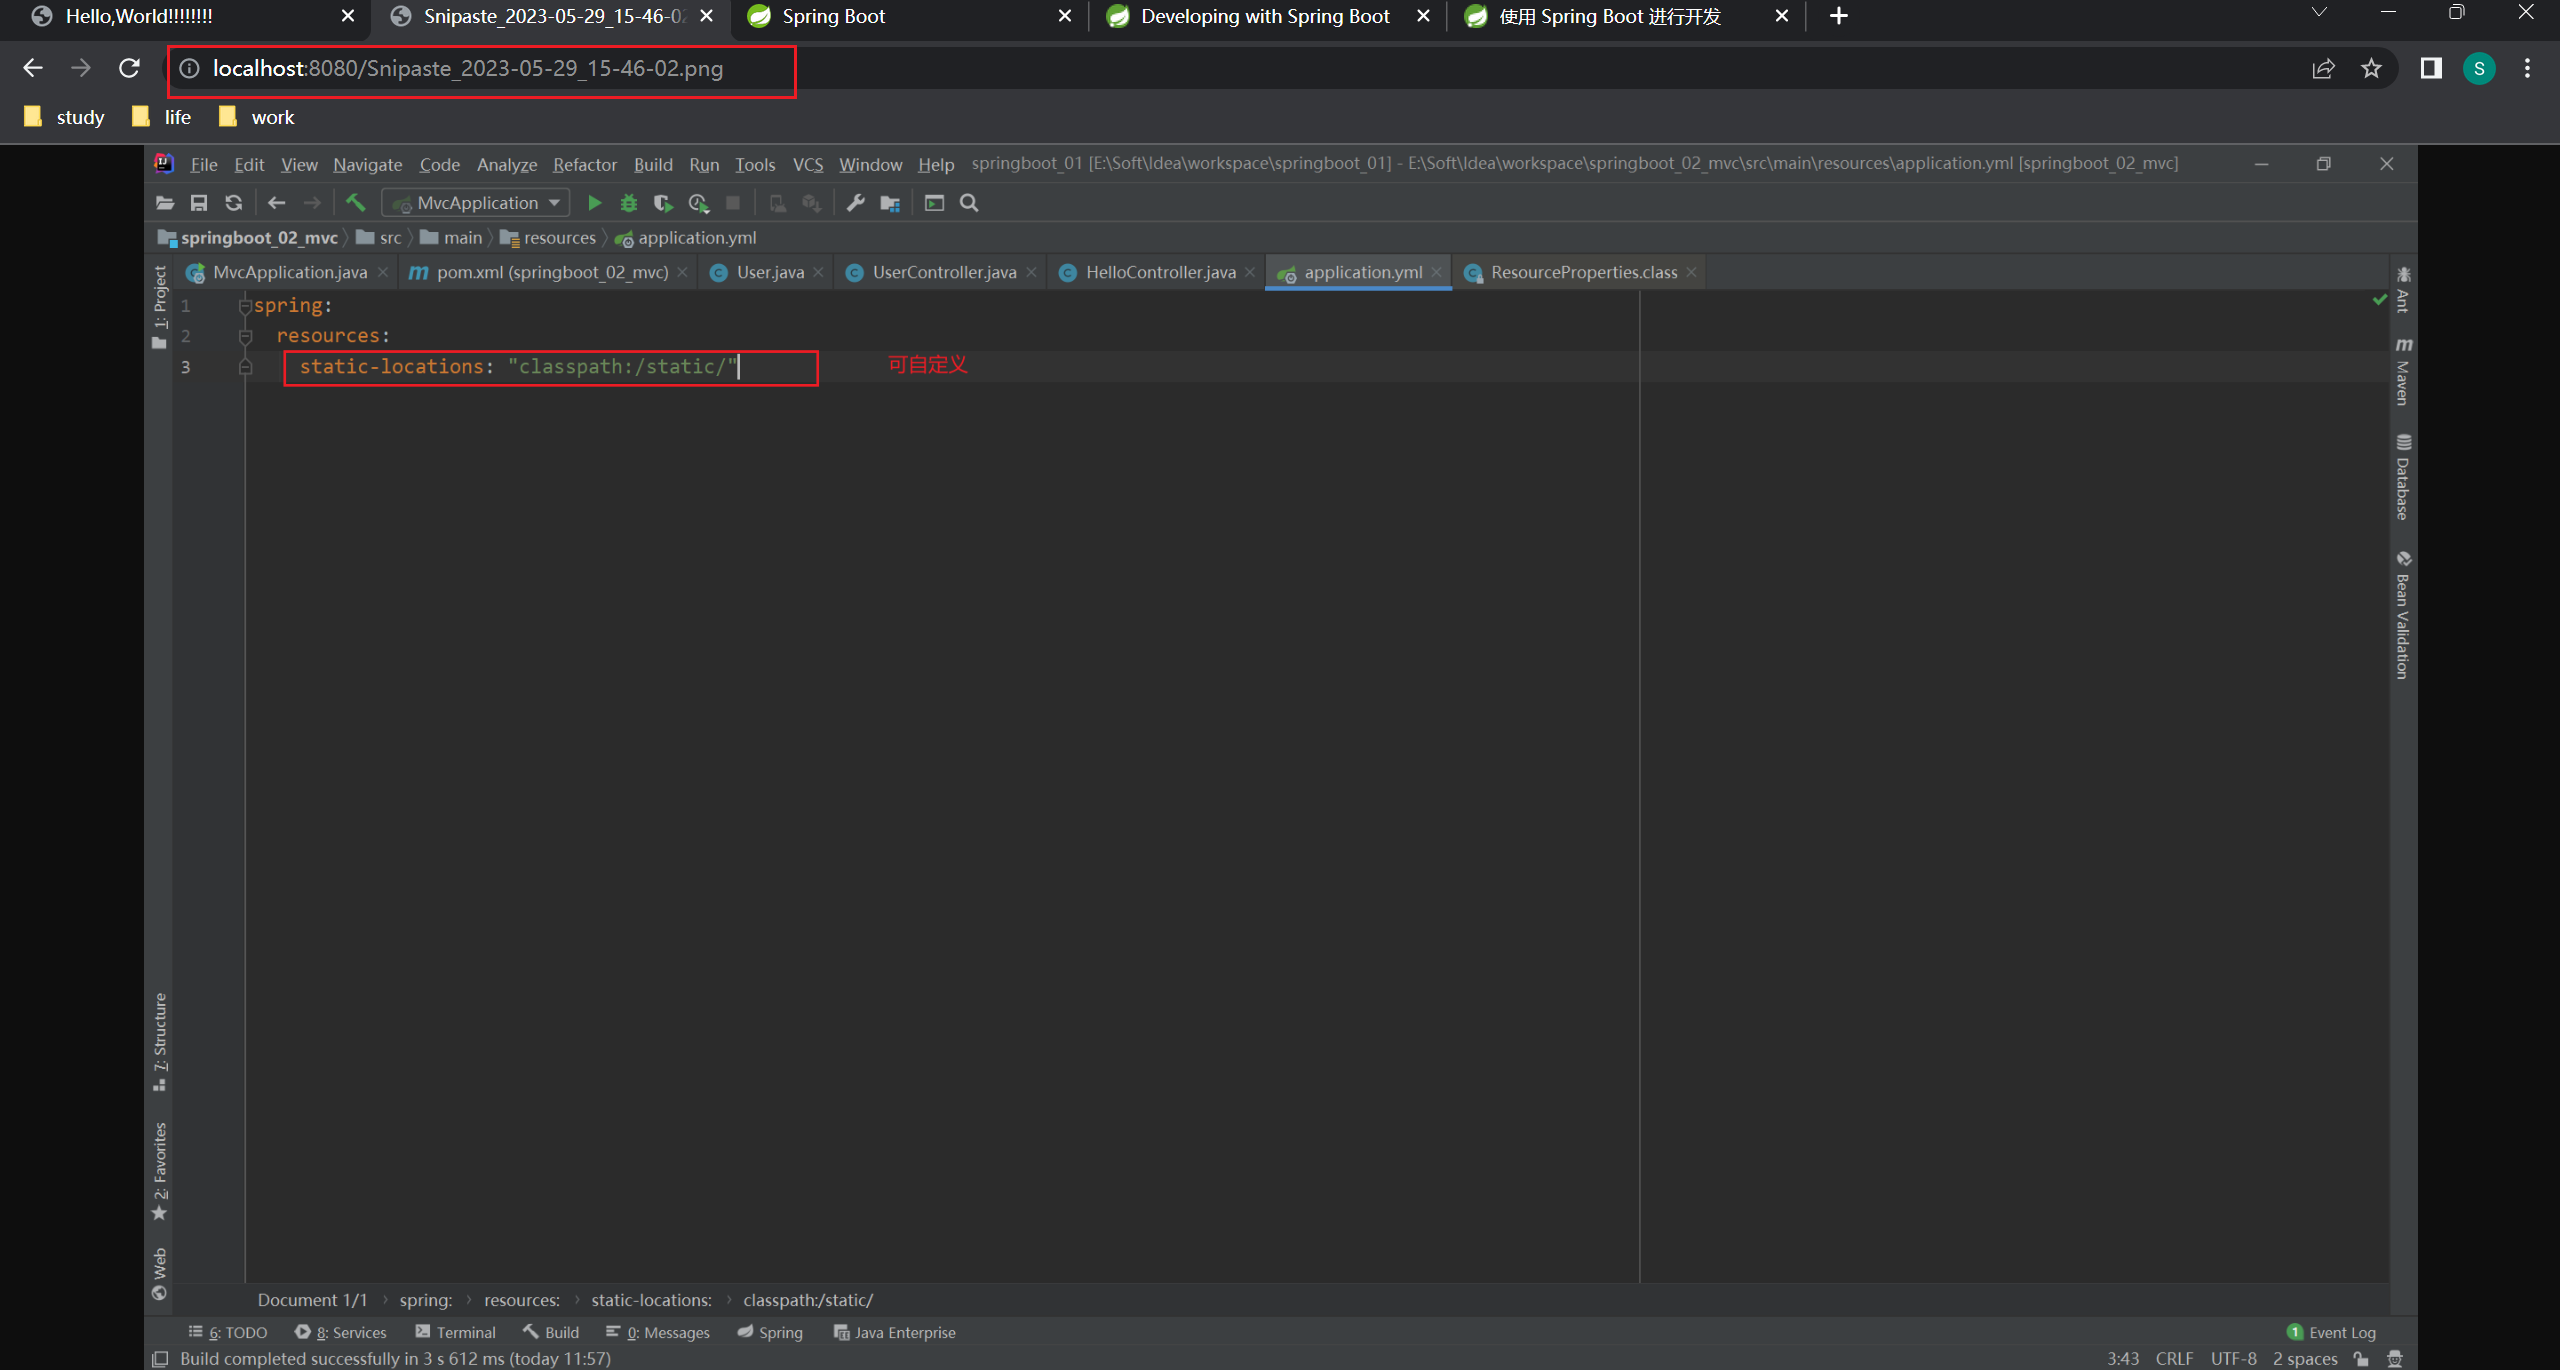 Hello,World!!!!!!!!
Snipaste_2023-05-29_15-46-02
Spring Boot
Developing with Spring Boot
使用 Spring Boot 进行开发
localhost:8080/Snipaste_2023-05-29_15-46-02.png
S
study life work
File Edit View Navigate Code Analyze Refactor Build Run Tools VCS Window Help springboot_01 [E:\Soft\Idea\workspace\springboot_01] - E:\Soft\Idea\workspace\springboot_02_mvc\src\main\resources\application.yml [springboot_02_mvc]
MvcApplication
springboot_02_mvc src main resources application.yml
MvcApplication.java pom.xml (springboot_02_mvc) User.java UserController.java HelloController.java application.yml ResourceProperties.class
1 spring:
2 resources:
3 static-locations: "classpath:/static/" 可自定义
1: Project
7: Structure
2: Favorites
Web
Ant
Maven
Database
Bean Validation
Document 1/1 › spring: › resources: › static-locations: › classpath:/static/
6: TODO 8: Services Terminal Build 0: Messages Spring Java Enterprise 1 Event Log
Build completed successfully in 3 s 612 ms (today 11:57) 3:43 CRLF UTF-8 2 spaces